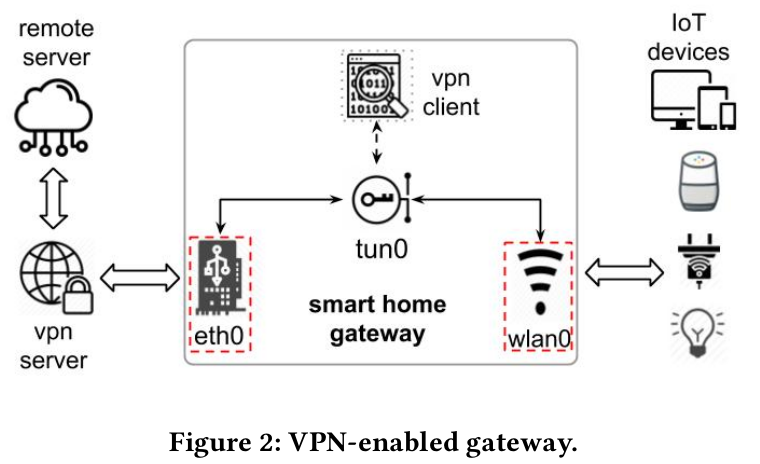 remote
server
IoT
devices
vpn
client
1011
tun0
smart home
gateway
eth0
wlan0
vpn
server
Figure 2: VPN-enabled gateway.